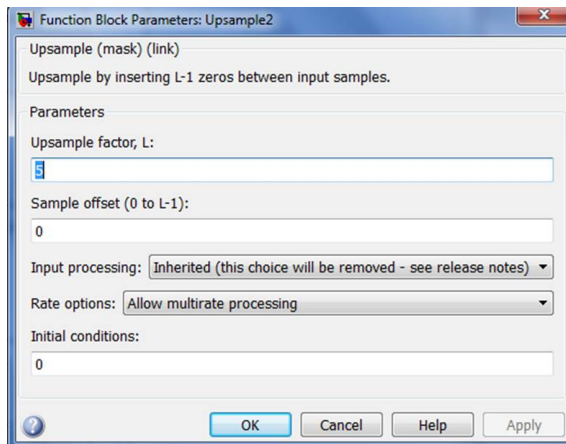 Function Block Parameters: Upsample2
Upsample (mask) (link)
Upsample by inserting L-1 zeros between input samples.
Parameters
Upsample factor, L:
5
Sample offset (0 to L-1):
0
Input processing: Inherited (this choice will be removed - see release notes)
Rate options: Allow multirate processing
Initial conditions:
0
OK Cancel Help Apply